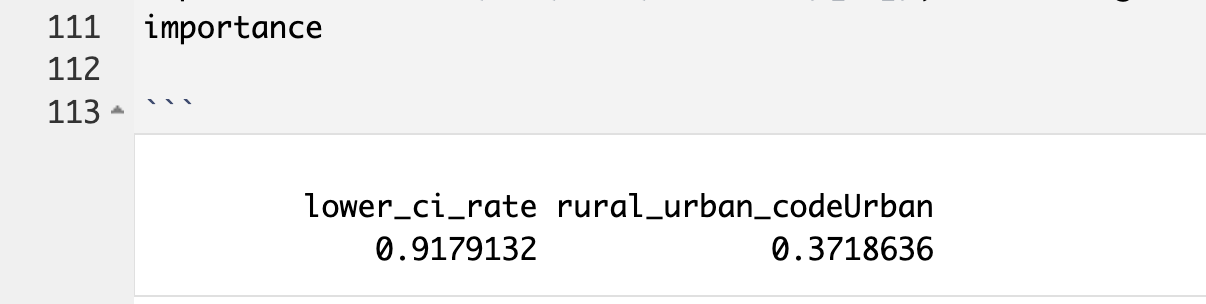 111 importance
112
113 ```
lower_ci_rate rural_urban_codeUrban
0.9179132 0.3718636